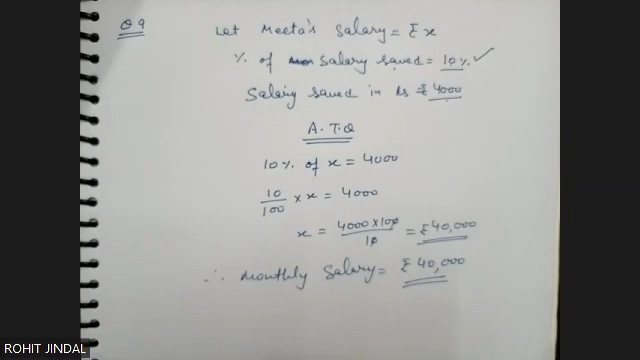 Q 9
Let Meeta's Salary = ₹ x
% of Salary saved = 10% ✓
Salary saved in Rs = ₹ 4000
A.T.Q
10% of x = 4000
10/100 × x = 4000
x = 4000 × 100/10 = ₹ 40,000
∴ Monthly Salary = ₹ 40,000
ROHIT JINDAL